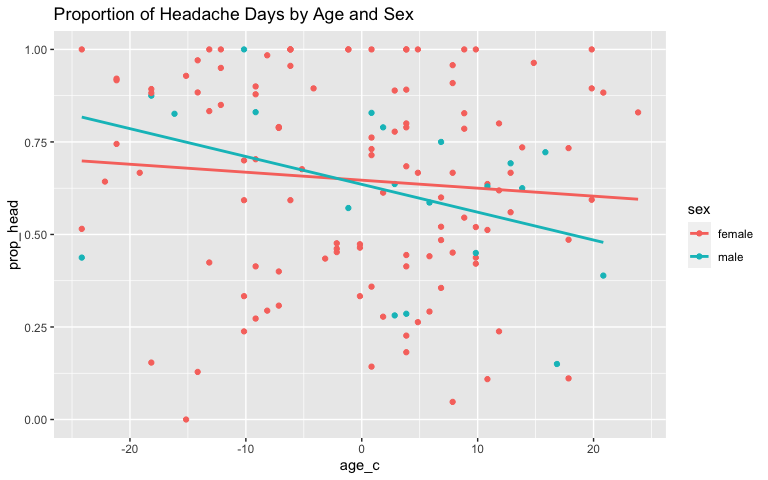 Proportion of Headache Days by Age and Sex
1.00
0.75
0.50
0.25
0.00
prop_head
-20
-10
0
10
20
age_c
sex
female
male